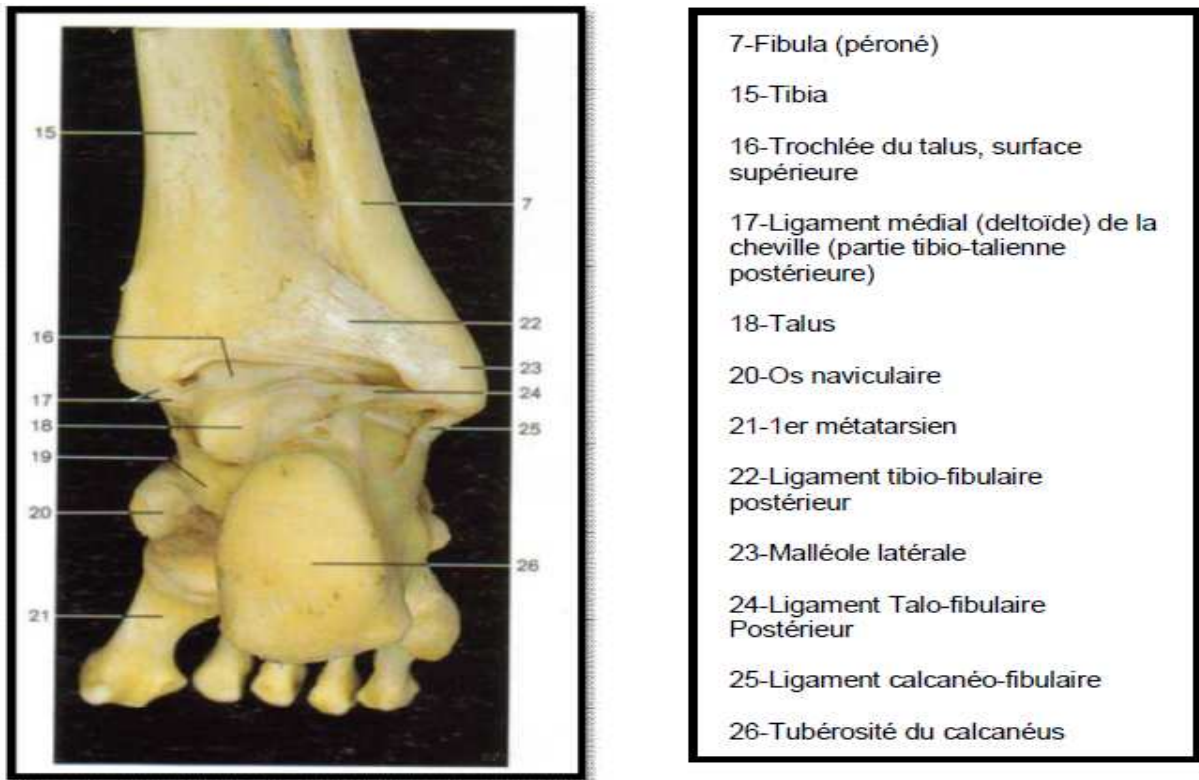 15
16
17
18
19
20
21
7
22
23
24
25
26
7-Fibula (péroné)
15-Tibia
16-Trochlée du talus, surface
supérieure
17-Ligament médial (deltoïde) de la
cheville (partie tibio-talienne
postérieure)
18-Talus
20-Os naviculaire
21-1er métatarsien
22-Ligament tibio-fibulaire
postérieur
23-Malléole latérale
24-Ligament Talo-fibulaire
Postérieur
25-Ligament calcanéo-fibulaire
26-Tubérosité du calcanéus